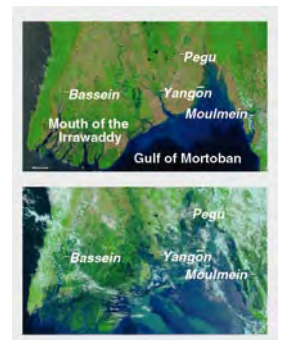 Pegu
Bassein
Yangon
Mouth of the
Irrawaddy
Moulmein
Gulf of Mortoban
Pegu
Bassein
Yangon
Moulmein